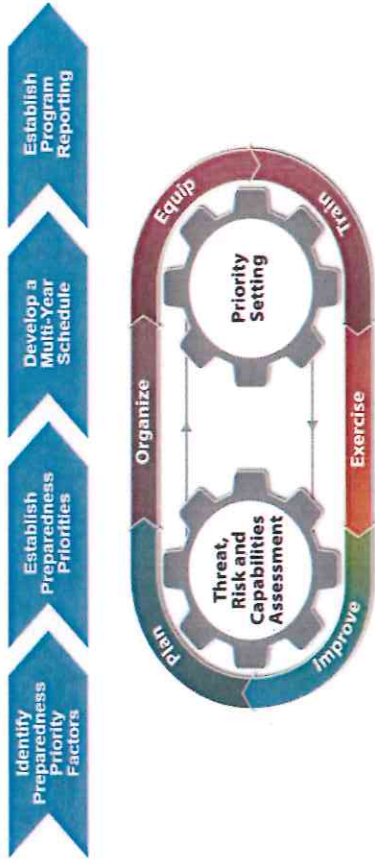 Identify
Preparedness
Priority
Factors
Establish
Preparedness
Priorities
Develop a
Multi-Year
Schedule
Establish
Program
Reporting
Plan
Organize
Equip
Train
Exercise
Improve
Threat,
Risk and
Capabilities
Assessment
Priority
Setting